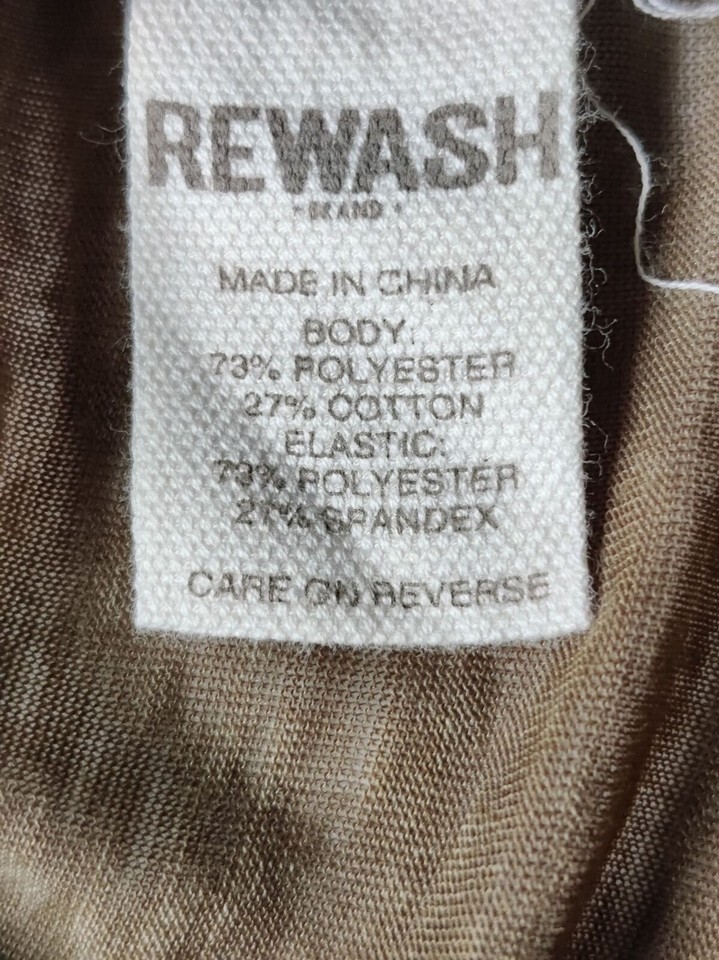 REWASH
• BRAND •
MADE IN CHINA
BODY:
73% POLYESTER
27% COTTON
ELASTIC:
73% POLYESTER
27% SPANDEX
CARE ON REVERSE